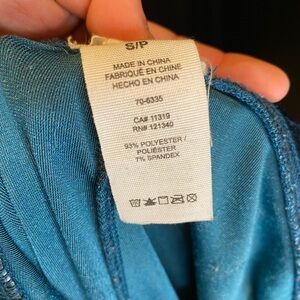 S/P
MADE IN CHINA
FABRIQUÉ EN CHINE
HECHO EN CHINA
70-6335
CA# 11319
RN# 121340
93% POLYESTER /
POLIÉSTER
7% SPANDEX